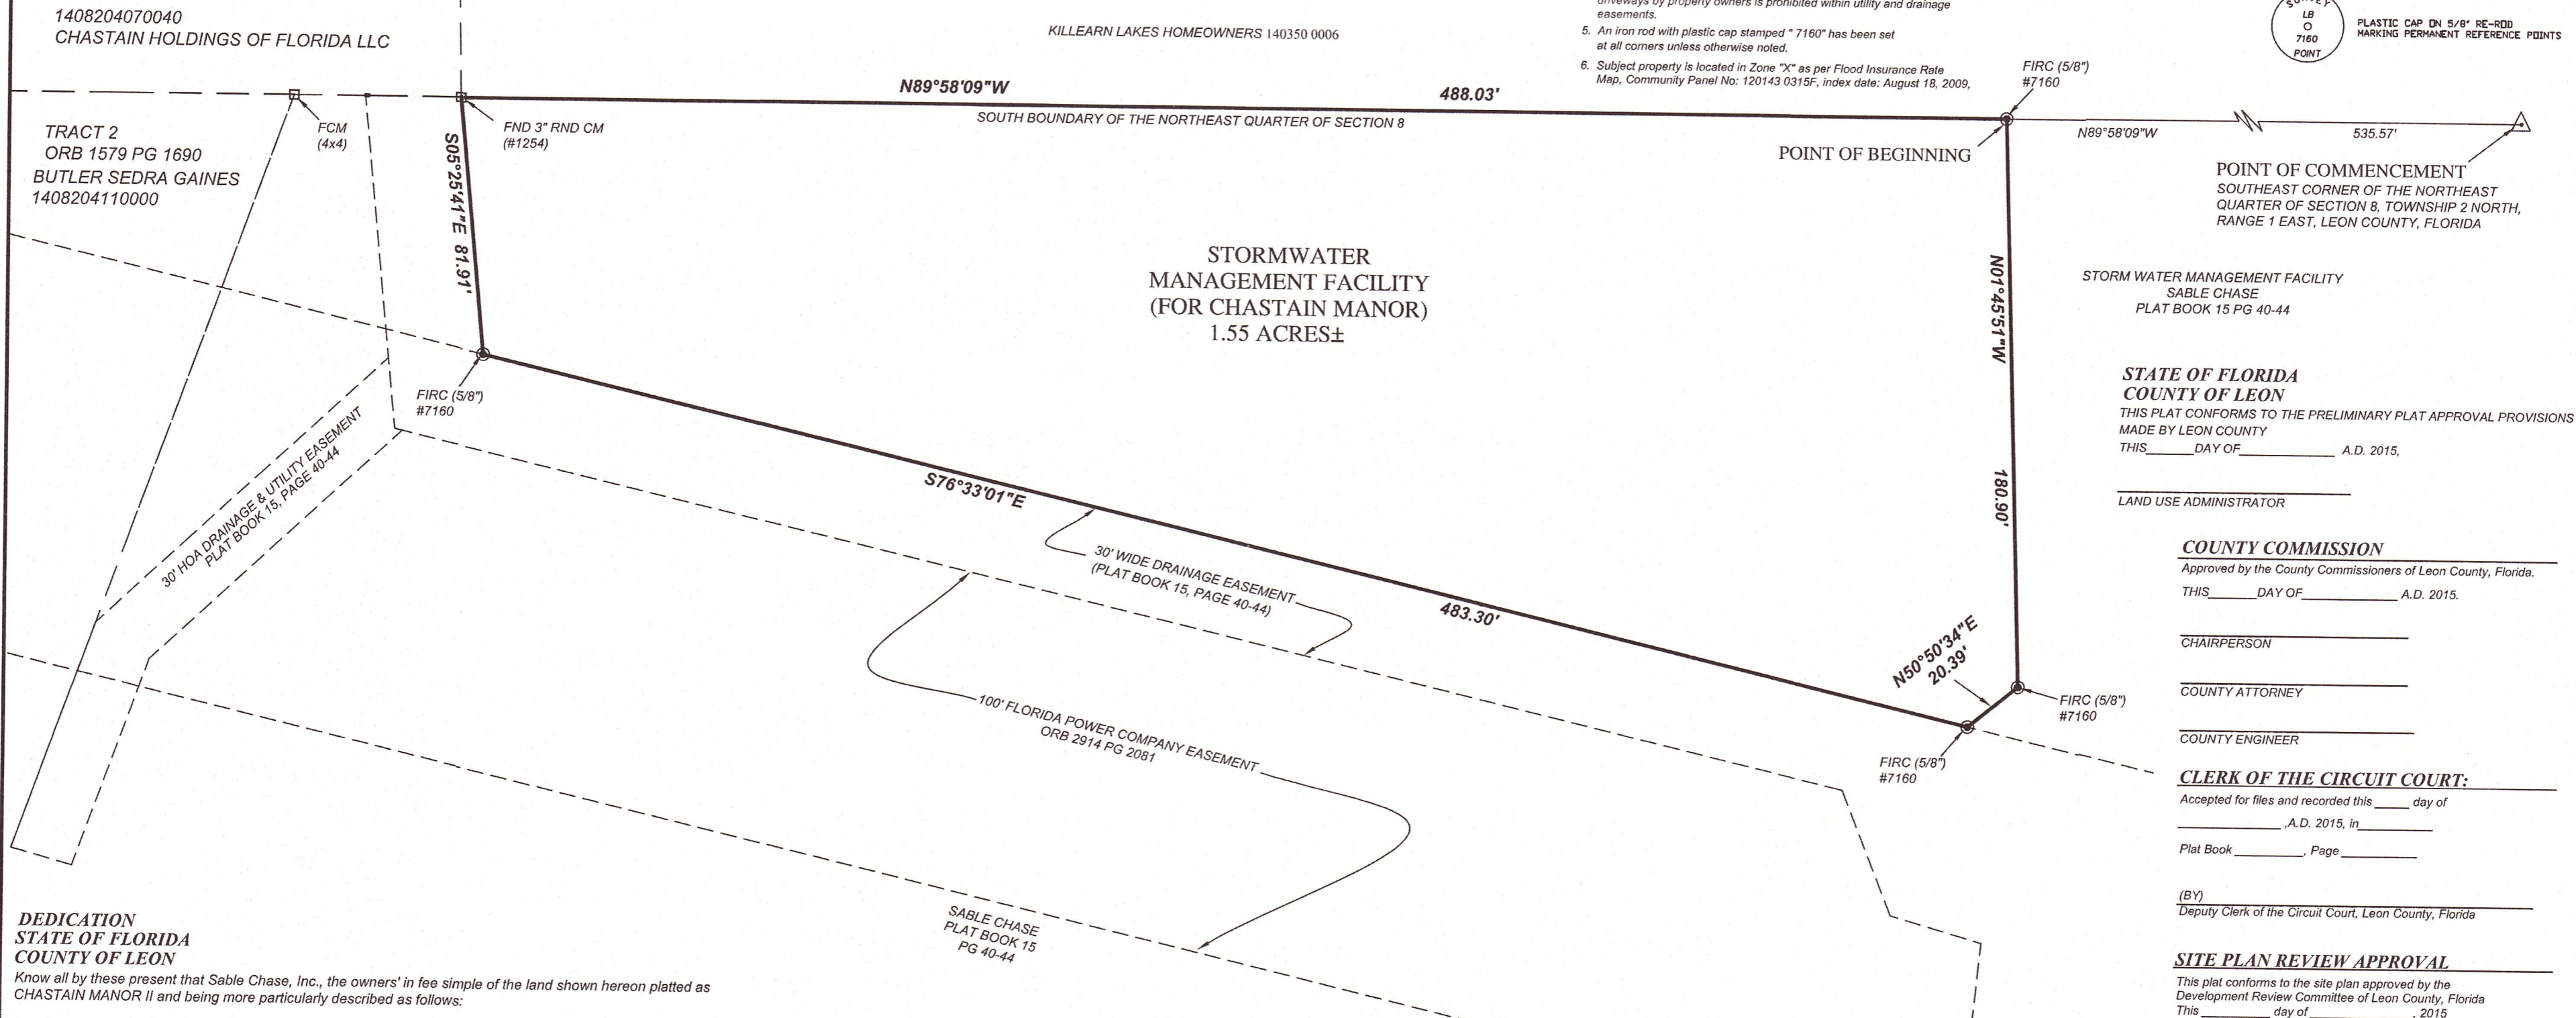 1408204070040
CHASTAIN HOLDINGS OF FLORIDA LLC
KILLEARN LAKES HOMEOWNERS 140350 0006
driveways by property owners is prohibited within utility and drainage
easements.
5. An iron rod with plastic cap stamped " 7160" has been set
at all corners unless otherwise noted.
6. Subject property is located in Zone "X" as per Flood Insurance Rate
Map, Community Panel No: 120143 0315F, index date: August 18, 2009,
SURVEY
LB
7160
POINT
PLASTIC CAP ON 5/8" RE-ROD
MARKING PERMANENT REFERENCE POINTS
FIRC (5/8")
#7160
N89°58'09"W
488.03'
SOUTH BOUNDARY OF THE NORTHEAST QUARTER OF SECTION 8
FCM
(4x4)
FND 3" RND CM
(#1254)
TRACT 2
ORB 1579 PG 1690
BUTLER SEDRA GAINES
1408204110000
S05°25'41"E 81.91'
POINT OF BEGINNING
N89°58'09"W
535.57'
POINT OF COMMENCEMENT
SOUTHEAST CORNER OF THE NORTHEAST
QUARTER OF SECTION 8, TOWNSHIP 2 NORTH,
RANGE 1 EAST, LEON COUNTY, FLORIDA
STORMWATER
MANAGEMENT FACILITY
(FOR CHASTAIN MANOR)
1.55 ACRES±
N01°45'51"W
180.90'
STORM WATER MANAGEMENT FACILITY
SABLE CHASE
PLAT BOOK 15 PG 40-44
FIRC (5/8")
#7160
30' HOA DRAINAGE & UTILITY EASEMENT
PLAT BOOK 15, PAGE 40-44
S76°33'01"E
483.30'
30' WIDE DRAINAGE EASEMENT
(PLAT BOOK 15, PAGE 40-44)
100' FLORIDA POWER COMPANY EASEMENT
ORB 2914 PG 2081
N50°50'34"E
20.39'
FIRC (5/8")
#7160
FIRC (5/8")
#7160
SABLE CHASE
PLAT BOOK 15
PG 40-44
STATE OF FLORIDA
COUNTY OF LEON
THIS PLAT CONFORMS TO THE PRELIMINARY PLAT APPROVAL PROVISIONS
MADE BY LEON COUNTY
THIS______DAY OF____________ A.D. 2015,
LAND USE ADMINISTRATOR
COUNTY COMMISSION
Approved by the County Commissioners of Leon County, Florida.
THIS______DAY OF____________ A.D. 2015.
CHAIRPERSON
COUNTY ATTORNEY
COUNTY ENGINEER
CLERK OF THE CIRCUIT COURT:
Accepted for files and recorded this _____ day of
_______________ ,A.D. 2015, in___________
Plat Book __________, Page ___________
(BY)
Deputy Clerk of the Circuit Court, Leon County, Florida
SITE PLAN REVIEW APPROVAL
This plat conforms to the site plan approved by the
Development Review Committee of Leon County, Florida
This __________ day of _______________, 2015
DEDICATION
STATE OF FLORIDA
COUNTY OF LEON
Know all by these present that Sable Chase, Inc., the owners' in fee simple of the land shown hereon platted as
CHASTAIN MANOR II and being more particularly described as follows: